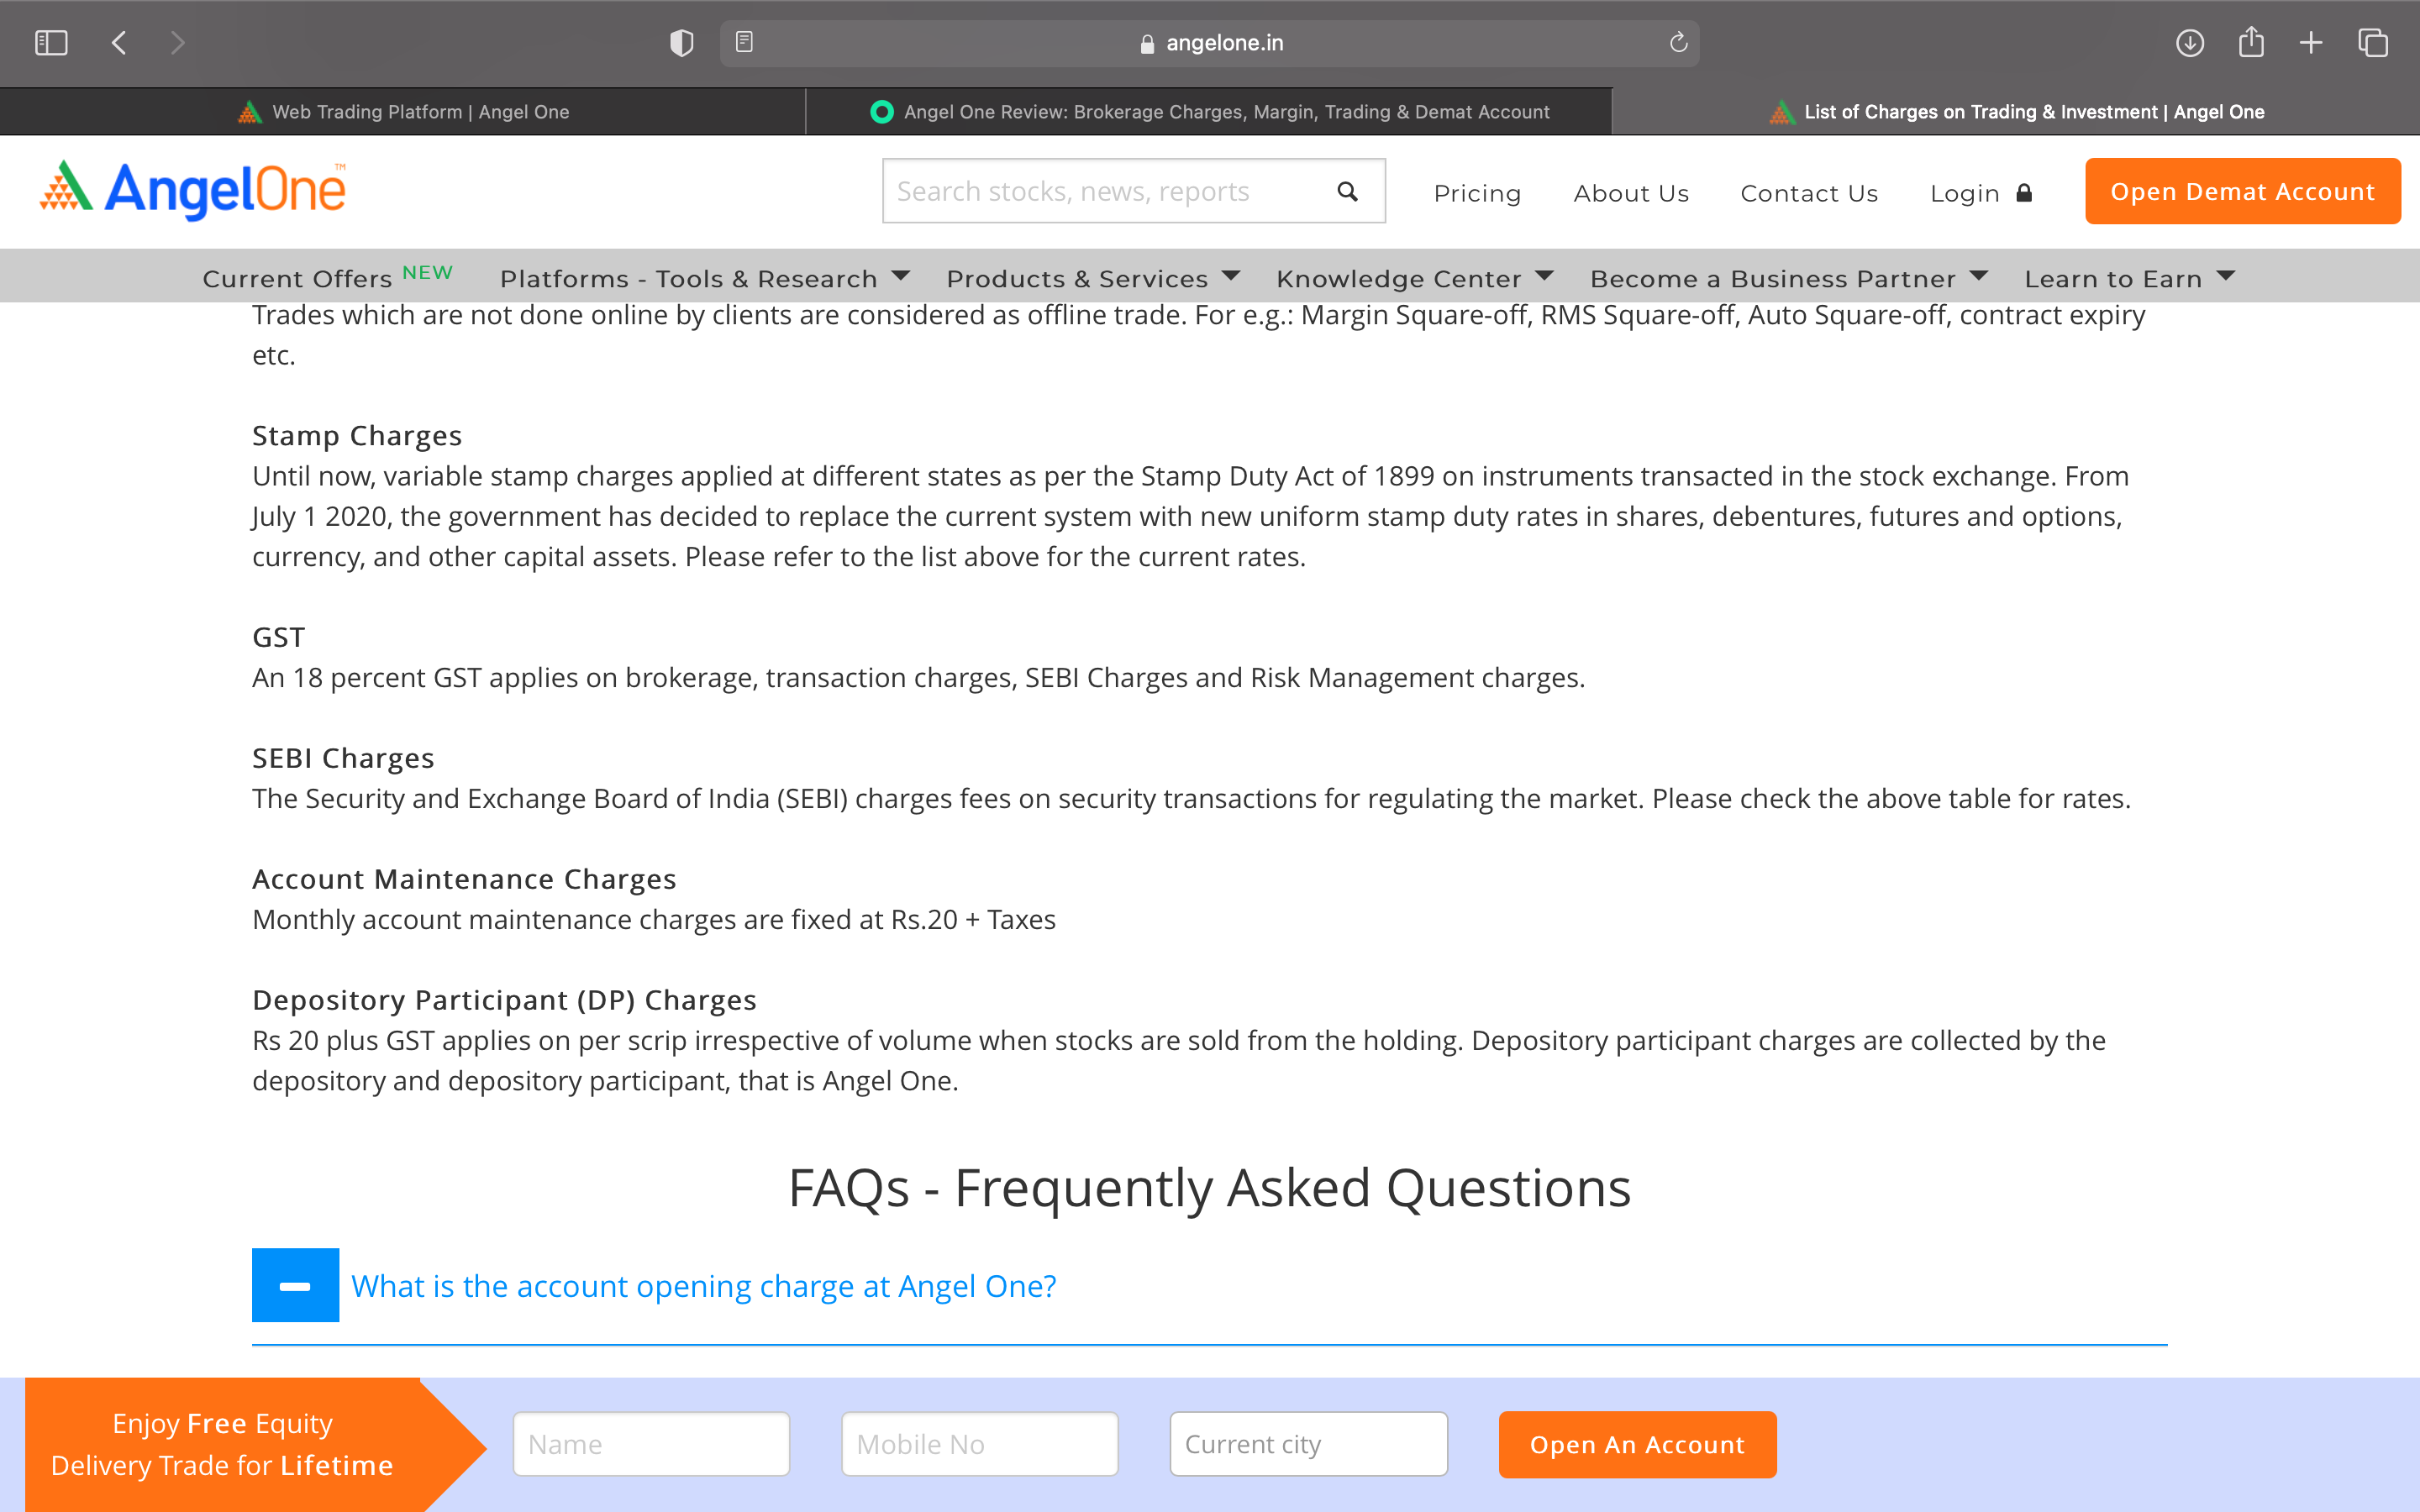 angelone.in
Web Trading Platform | Angel One
Angel One Review: Brokerage Charges, Margin, Trading & Demat Account
List of Charges on Trading & Investment | Angel One
AngelOne™
Search stocks, news, reports
Pricing
About Us
Contact Us
Login
Open Demat Account
Current Offers NEW
Platforms - Tools & Research
Products & Services
Knowledge Center
Become a Business Partner
Learn to Earn
Trades which are not done online by clients are considered as offline trade. For e.g.: Margin Square-off, RMS Square-off, Auto Square-off, contract expiry
etc.
Stamp Charges
Until now, variable stamp charges applied at different states as per the Stamp Duty Act of 1899 on instruments transacted in the stock exchange. From
July 1 2020, the government has decided to replace the current system with new uniform stamp duty rates in shares, debentures, futures and options,
currency, and other capital assets. Please refer to the list above for the current rates.
GST
An 18 percent GST applies on brokerage, transaction charges, SEBI Charges and Risk Management charges.
SEBI Charges
The Security and Exchange Board of India (SEBI) charges fees on security transactions for regulating the market. Please check the above table for rates.
Account Maintenance Charges
Monthly account maintenance charges are fixed at Rs.20 + Taxes
Depository Participant (DP) Charges
Rs 20 plus GST applies on per scrip irrespective of volume when stocks are sold from the holding. Depository participant charges are collected by the
depository and depository participant, that is Angel One.
FAQs - Frequently Asked Questions
What is the account opening charge at Angel One?
Enjoy Free Equity
Delivery Trade for Lifetime
Name
Mobile No
Current city
Open An Account